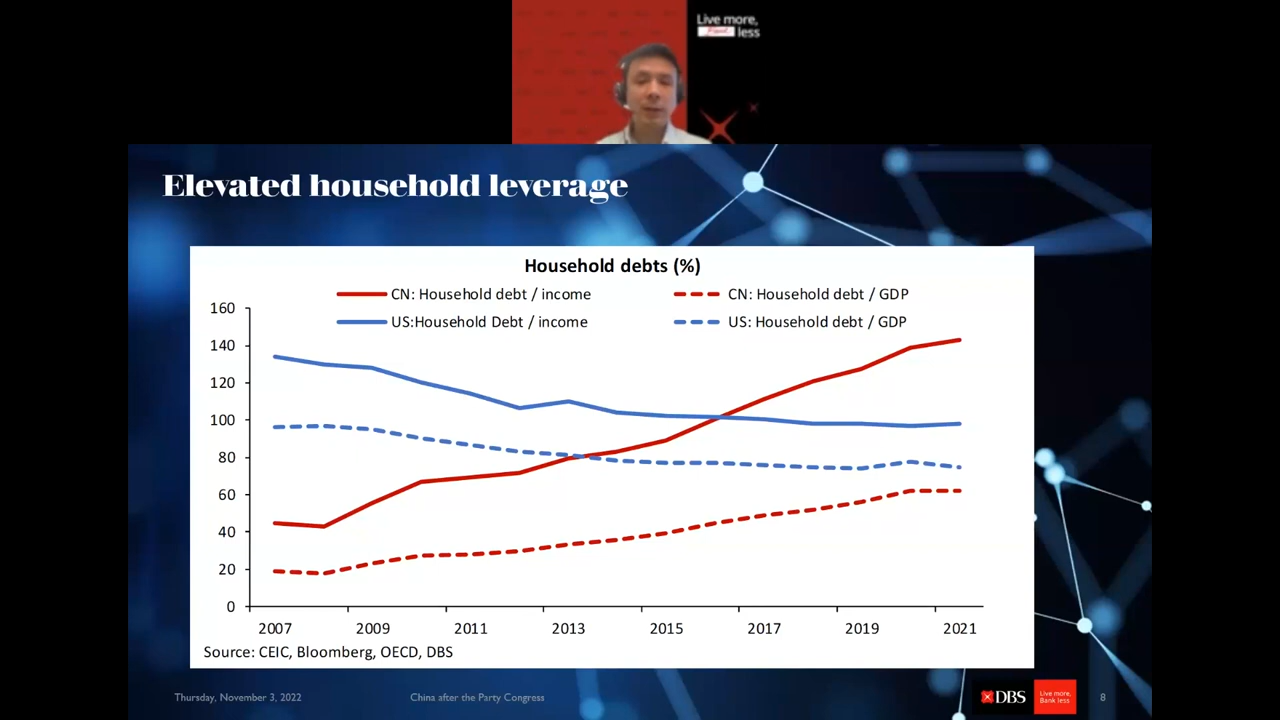 Live more,
less
Elevated household leverage
Household debts (%)
CN: Household debt / income
CN: Household debt / GDP
US:Household Debt / income
US: Household debt / GDP
160
140
120
100
80
60
40
20
0
2007 2009 2011 2013 2015 2017 2019 2021
Source: CEIC, Bloomberg, OECD, DBS
Thursday, November 3, 2022
China after the Party Congress
DBS
Live more,
Bank less
8